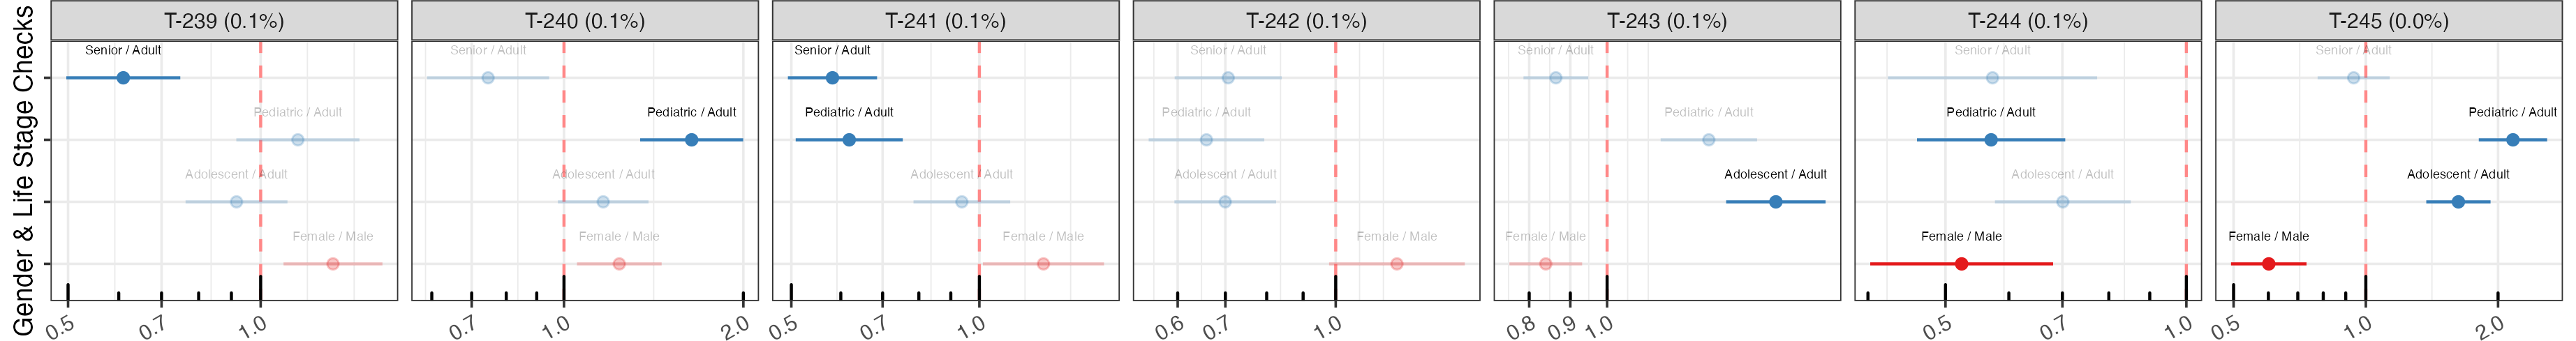 Gender & Life Stage Checks
T-239 (0.1%)
Senior / Adult
Pediatric / Adult
Adolescent / Adult
Female / Male
0.5 0.7 1.0
T-240 (0.1%)
Senior / Adult
Pediatric / Adult
Adolescent / Adult
Female / Male
0.7 1.0 2.0
T-241 (0.1%)
Senior / Adult
Pediatric / Adult
Adolescent / Adult
Female / Male
0.5 0.7 1.0
T-242 (0.1%)
Senior / Adult
Pediatric / Adult
Adolescent / Adult
Female / Male
0.6 0.7 1.0
T-243 (0.1%)
Senior / Adult
Pediatric / Adult
Adolescent / Adult
Female / Male
0.8 0.9 1.0
T-244 (0.1%)
Senior / Adult
Pediatric / Adult
Adolescent / Adult
Female / Male
0.5 0.7 1.0
T-245 (0.0%)
Senior / Adult
Pediatric / Adult
Adolescent / Adult
Female / Male
0.5 1.0 2.0